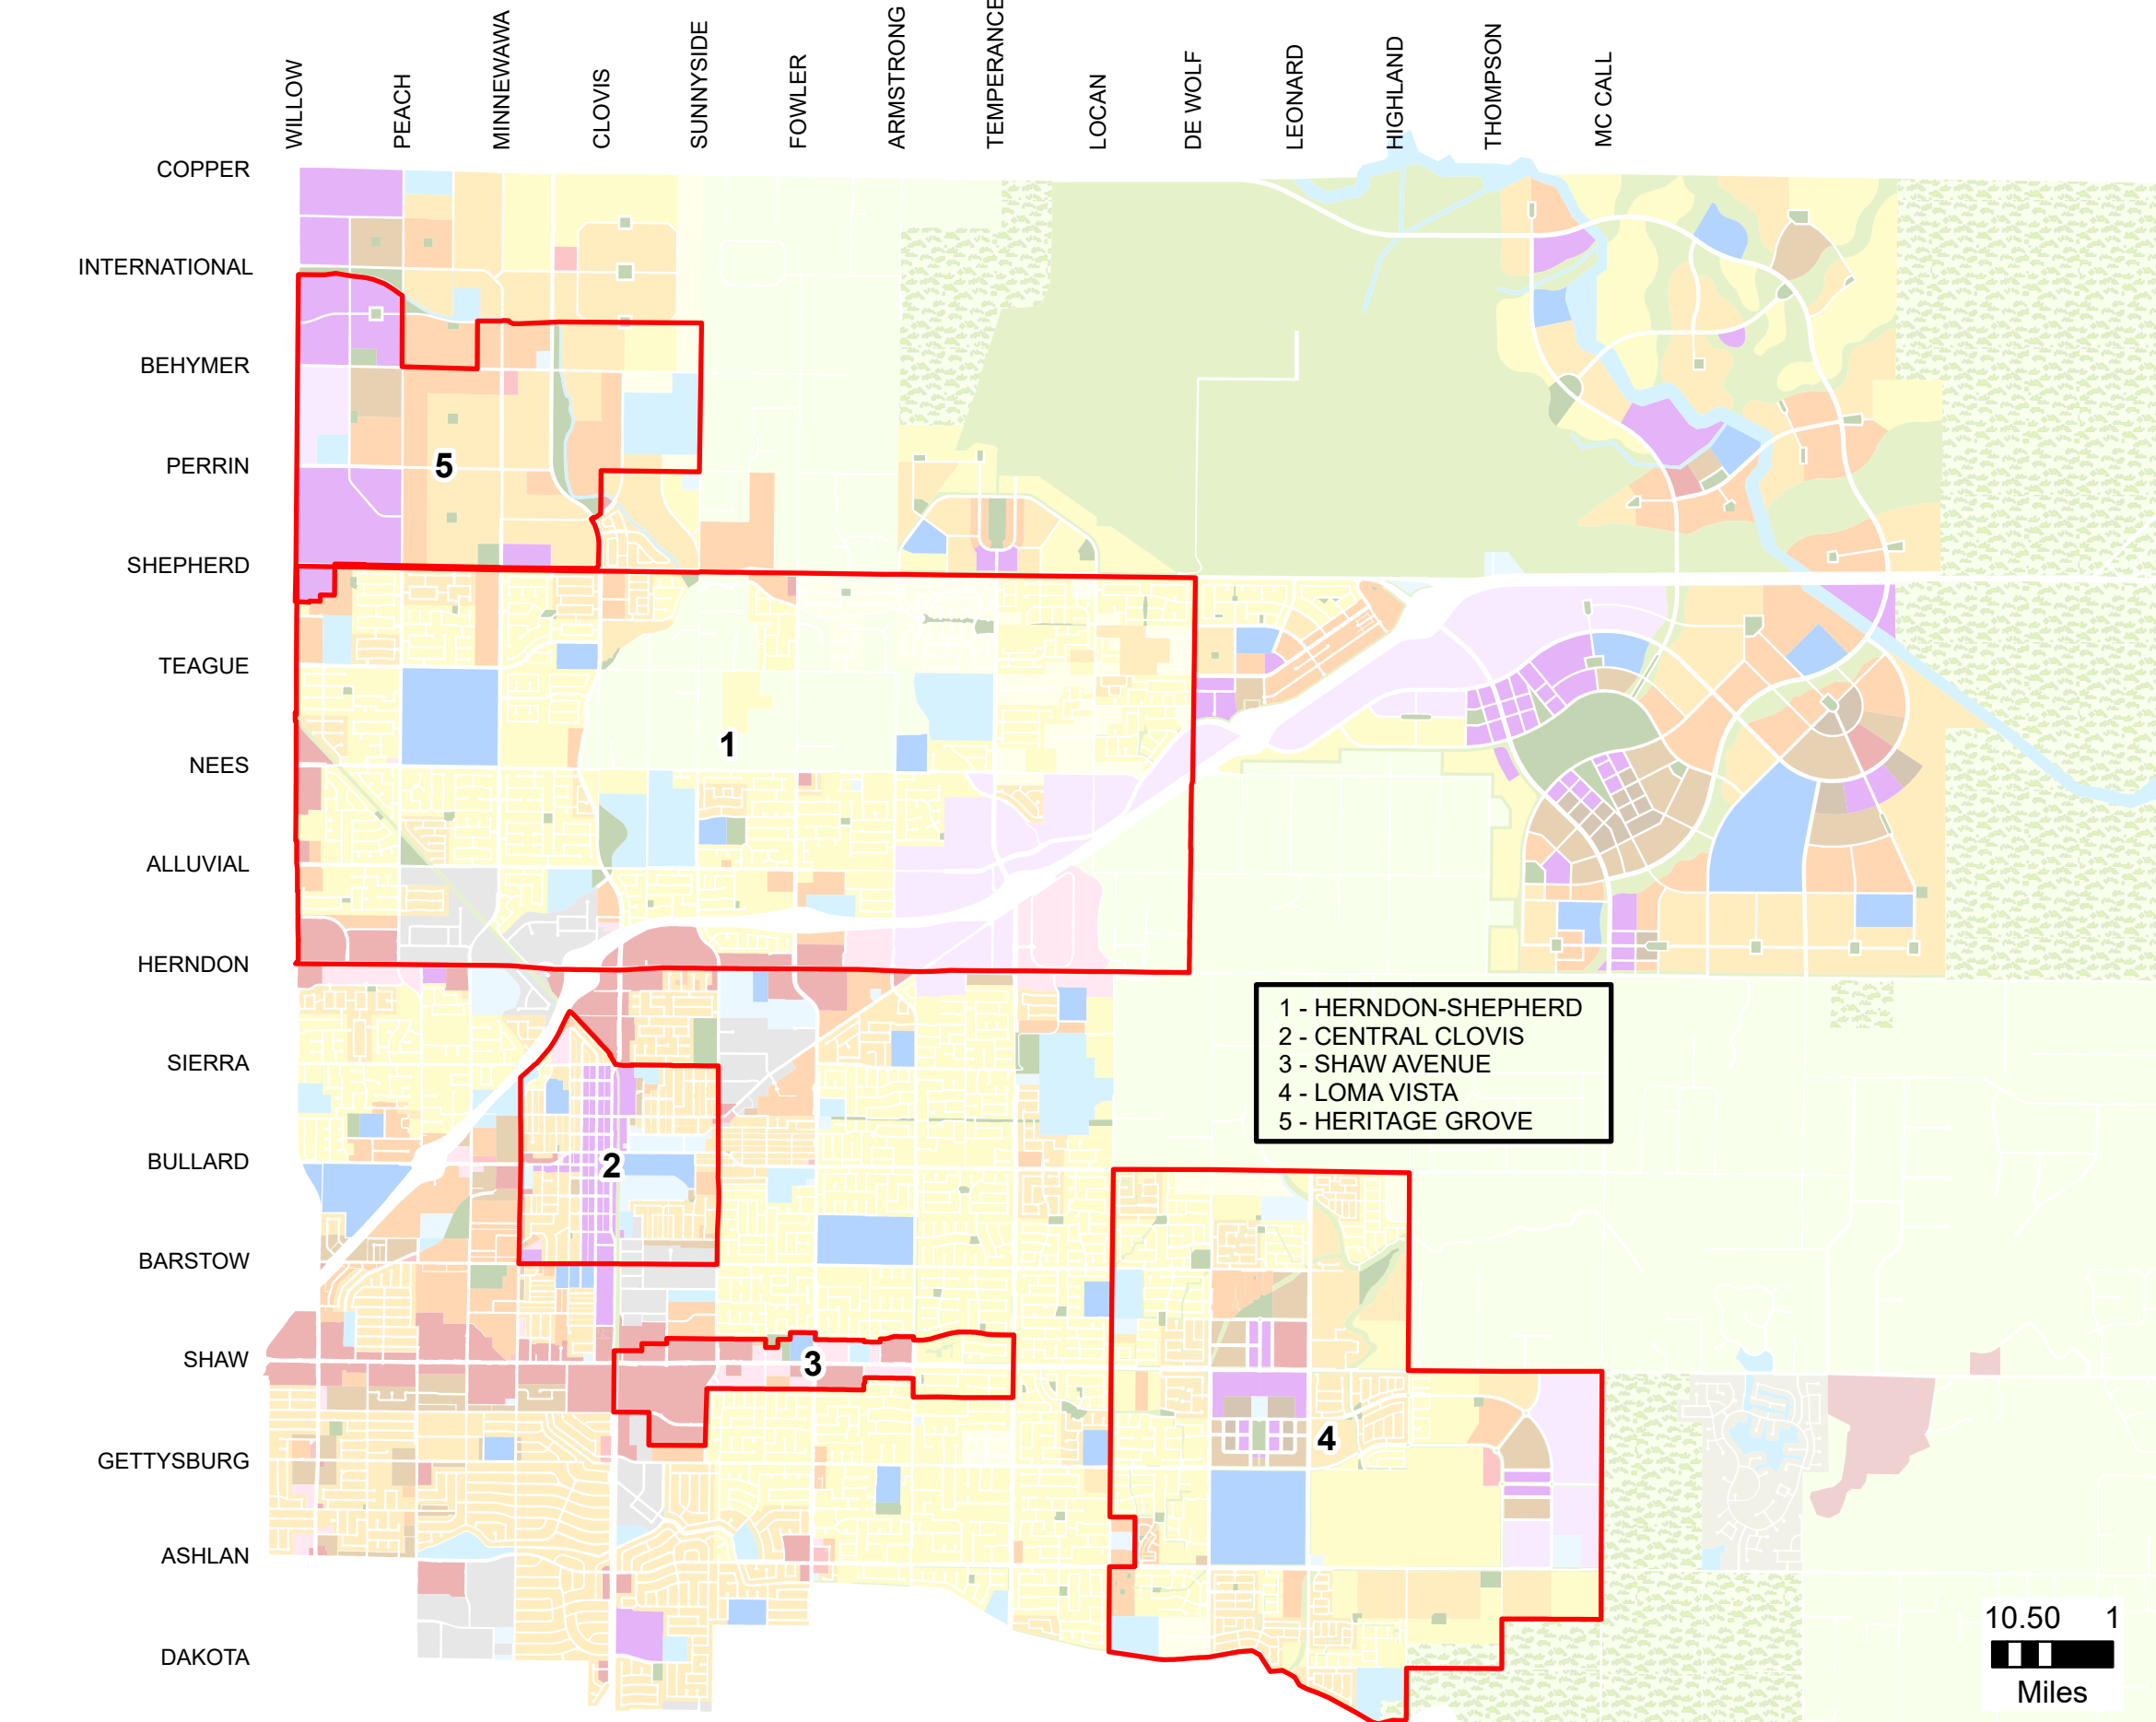 WILLOW
PEACH
MINNEWAWA
CLOVIS
SUNNYSIDE
FOWLER
ARMSTRONG
TEMPERANCE
LOCAN
DE WOLF
LEONARD
HIGHLAND
THOMPSON
MC CALL
COPPER
INTERNATIONAL
BEHYMER
PERRIN
5
SHEPHERD
TEAGUE
1
NEES
ALLUVIAL
HERNDON
1 - HERNDON-SHEPHERD
2 - CENTRAL CLOVIS
3 - SHAW AVENUE
4 - LOMA VISTA
5 - HERITAGE GROVE
SIERRA
BULLARD
2
BARSTOW
SHAW
3
4
GETTYSBURG
ASHLAN
DAKOTA
10.50 1
Miles